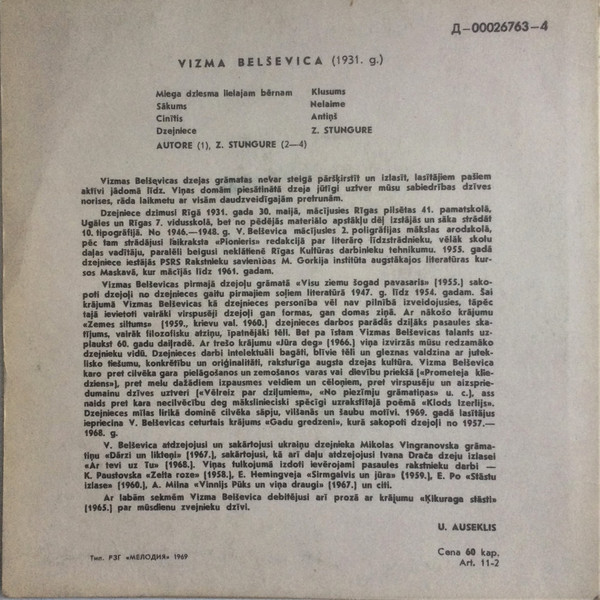 Д—00026763-4
VIZMA BELŠEVICA (1931. g.)
Miega dziesma lielajam bērnam
Sākums
Cinītis
Dzejniece
Klusums
Nelaime
Antiņš
Z. STUNGURE
AUTORE (1), Z. STUNGURE (2—4)
Vizmas Belševicas dzejas grāmatas nevar steigā pāršķirstīt un izlasīt, lasītājiem pašiem
aktīvi jādomā līdz. Viņas domām piesātinātā dzeja jūtīgi uztver mūsu sabiedrības dzīves
norises, rāda laikmetu ar visām daudzveidīgajām pretrunām.
Dzejniece dzimusi Rīgā 1931. gada 30. maijā, mācījusies Rīgas pilsētas 41. pamatskolā,
Ugāles un Rīgas 7. vidusskolā, bet no pēdējās materiālo apstākļu dēļ izstājās un sāka strādāt
10. tipogrāfijā. No 1946.—1948. g. V. Belševica mācījusies 2. poligrāfijas mākslas arodskolā,
pēc tam strādājusi laikraksta «Pionieris» redakcijā par literāro līdzstrādnieku, vēlāk skolu
daļas vadītāju, paralēli beigusi neklātienē Rīgas Kultūras darbinieku tehnikumu. 1955. gadā
dzejniece iestājās PSRS Rakstnieku savienības M. Gorkija institūta augstākajos literatūras kur-
sos Maskavā, kur mācījās līdz 1961. gadam.
Vizmas Belševicas pirmajā dzejoļu grāmatā «Visu ziemu šogad pavasaris» [1955.] sako-
poti dzejoļi no dzejnieces gaitu pirmajiem soļiem literatūrā 1947. g. līdz 1954. gadam. Šai
krājumā Vizmas Belševicas kā dzejnieces personība vēl nav pilnībā izveidojusies, tāpēc
tajā ievietoti vairāki virspusēji dzejoļi gan formas, gan domas ziņā. Ar nākošo krājumu
«Zemes siltums» [1959., krievu val. 1960.] dzejnieces darbos parādās dziļāks pasaules ska-
tījums, vairāk filozofisku atziņu, īpatnējāki tēli. Bet pa īstam Vizmas Belševicas talants uz-
plaukst 60. gadu daiļradē. Ar trešo krājumu «Jūra deg» [1966.] viņa izvirzās mūsu redzamāko
dzejnieku vidū. Dzejnieces darbi intelektuāli bagāti, blīvie tēli un gleznas valdzina ar jutek-
lisko tiešumu, konkrētību un oriģinalitāti, raksturīga augsta dzejas kultūra. Vizma Belševica
karo pret cilvēka gara pielāgošanos un zemošanos varas vai dievību priekšā [«Prometeja klie-
dziens»], pret meļu dažādiem izpausmes veidiem un cēloņiem, pret virspusēju un aizsprie-
dumainu dzīves uztveri [«Vēlreiz par dzeltajiem», «No piezīmju grāmatiņas» u. c.], ass
naids pret kara necilvēcību deg mākslinieciski spēcīgi uzrakstītajā poēmā «Klods Izerlijs».
Dzejnieces mīlas lirikā dominē cilvēka sāpju, vilšanās un šaubu motīvi. 1969. gadā lasītājus
iepriecina V. Belševicas ceturtais krājums «Gadu gredzeni», kurā sakopoti dzejoļi no 1957.—
1968. g.
V. Belševica atdzejojusi un sakārtojusi ukraiņu dzejnieka Mikolas Vingranovska grāma-
tiņu «Dārzi un likteņi» [1967.], sakārtojusi, kā arī daļu atdzejojusi Ivana Drača dzeju izlasei
«Ar tevi uz Tu» [1968.]. Viņas tulkojumā izdoti ievērojami pasaules rakstnieku darbi —
K. Paustovska «Zelta roze» [1958.], E. Hemingveja «Sirmgalvis un jūra» [1959.], E. Po «Stāstu
izlase» [1960.], A. Milna «Vinnijs Pūks un viņa draugi» [1967.] un citi.
Ar labām sekmēm Vizma Belševica debitējusi arī prozā ar krājumu «Ķikuraga stāsti»
[1965.] par mūsdienu zvejnieku dzīvi.
U. AUSEKLIS
Тип. РЗГ «МЕЛОДИЯ» 1969
Cena 60 kap.
Art. 11-2